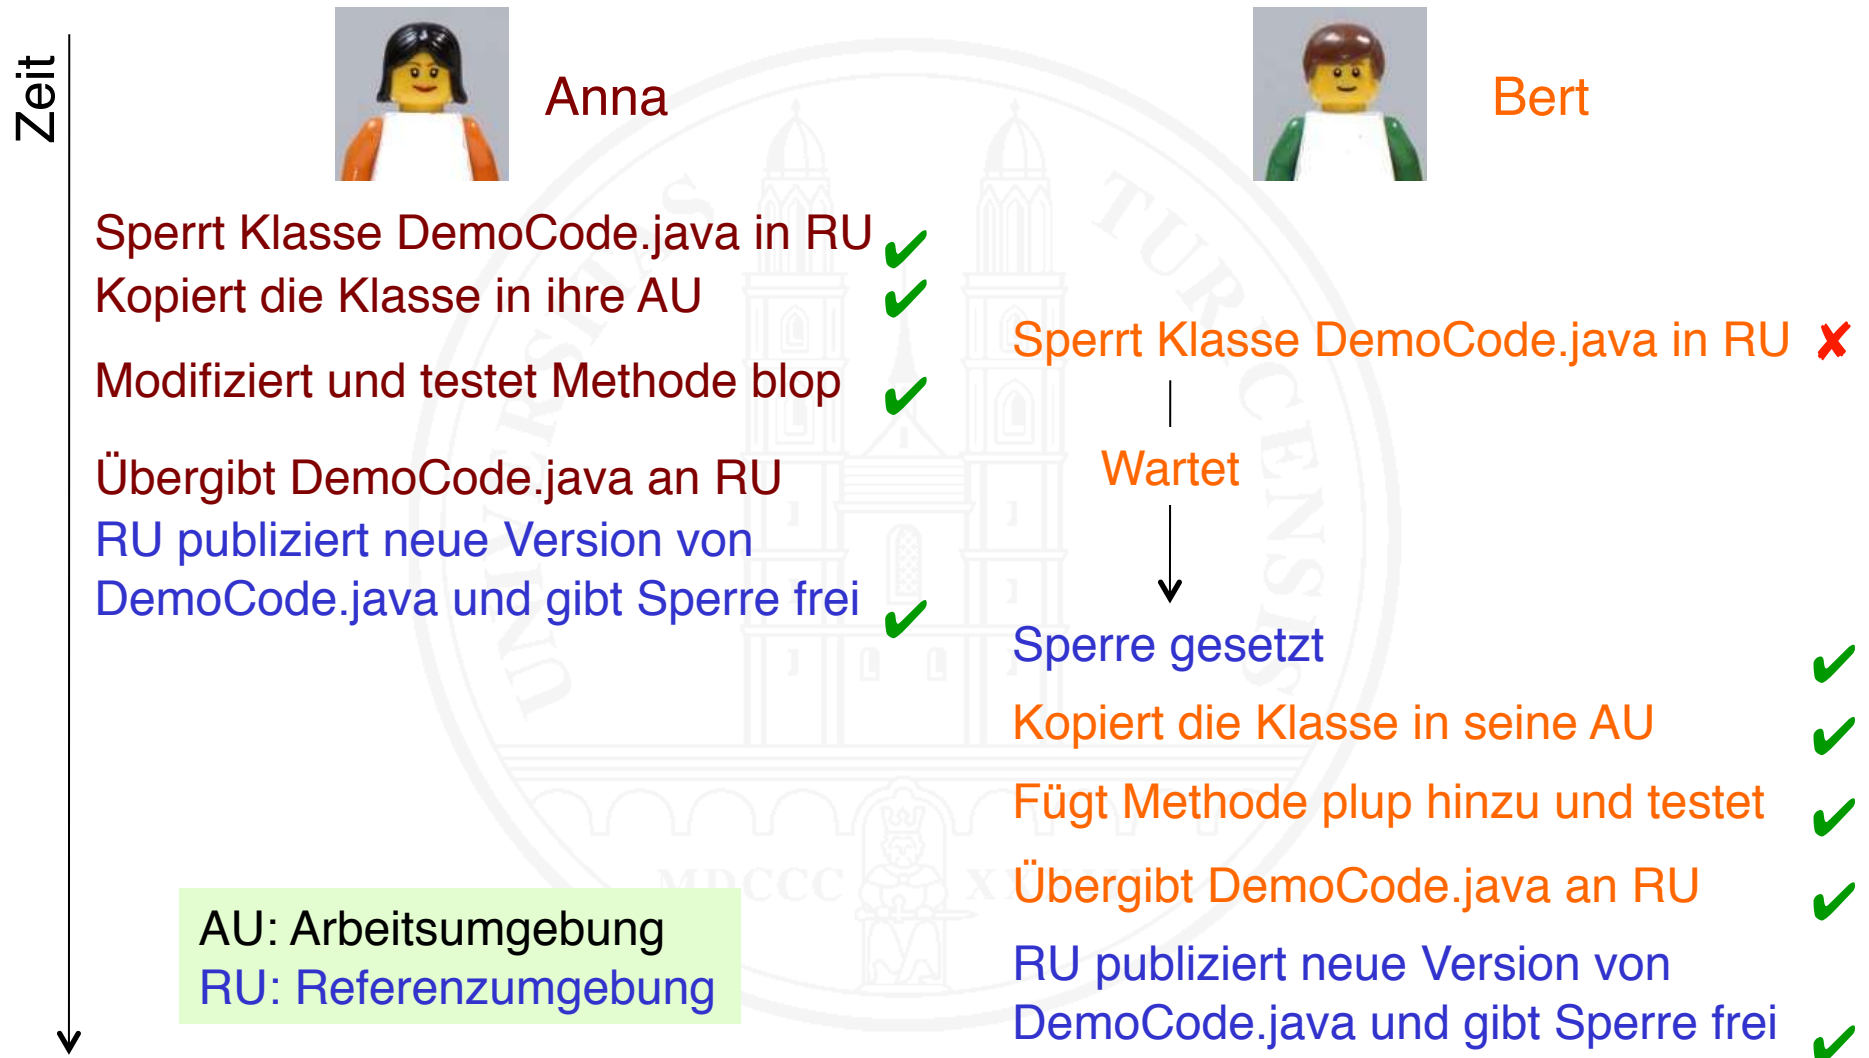 Zeit
Anna
Bert
Sperrt Klasse DemoCode.java in RU ✔
Kopiert die Klasse in ihre AU ✔
Sperrt Klasse DemoCode.java in RU ✘
Modifiziert und testet Methode blop ✔
Übergibt DemoCode.java an RU
Wartet
RU publiziert neue Version von
DemoCode.java und gibt Sperre frei ✔
Sperre gesetzt ✔
Kopiert die Klasse in seine AU ✔
Fügt Methode plup hinzu und testet ✔
Übergibt DemoCode.java an RU ✔
RU publiziert neue Version von
DemoCode.java und gibt Sperre frei ✔
AU: Arbeitsumgebung
RU: Referenzumgebung
UNIVERSITAS
TURICENSIS
MDCCC